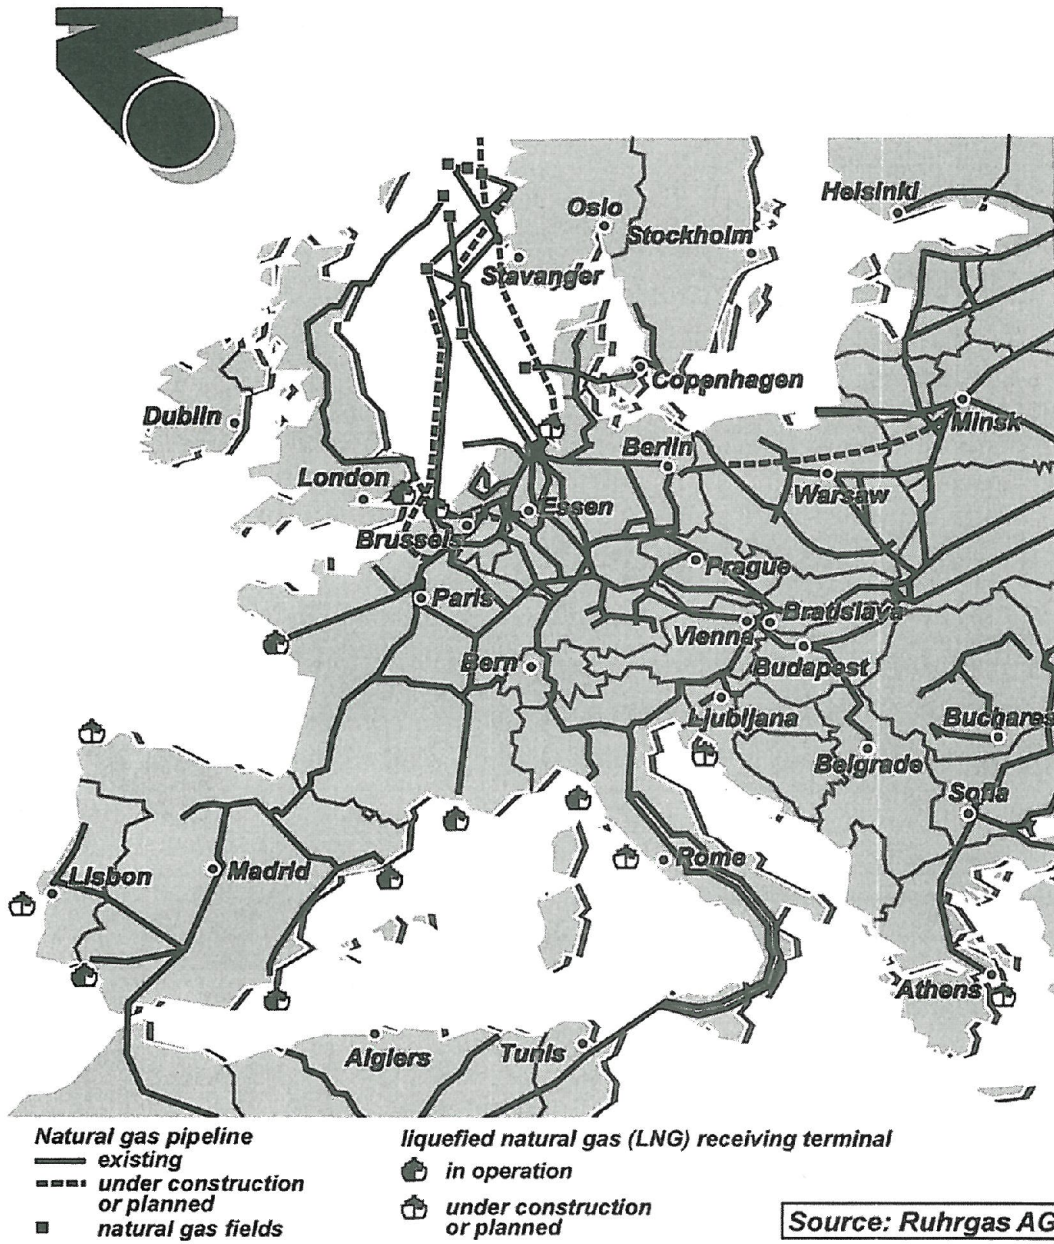 Helsinki
Oslo
Stockholm
Stavanger
Copenhagen
Dublin
Minsk
Berlin
London
Warsaw
Essen
Brussels
Prague
Paris
Bratislava
Vienna
Bern
Budapest
Ljubljana
Buchares
Belgrade
Sofia
Rome
Lisbon
Madrid
Athens
Algiers
Tunis
Natural gas pipeline
existing
under construction
or planned
natural gas fields
liquefied natural gas (LNG) receiving terminal
in operation
under construction
or planned
Source: Ruhrgas AG